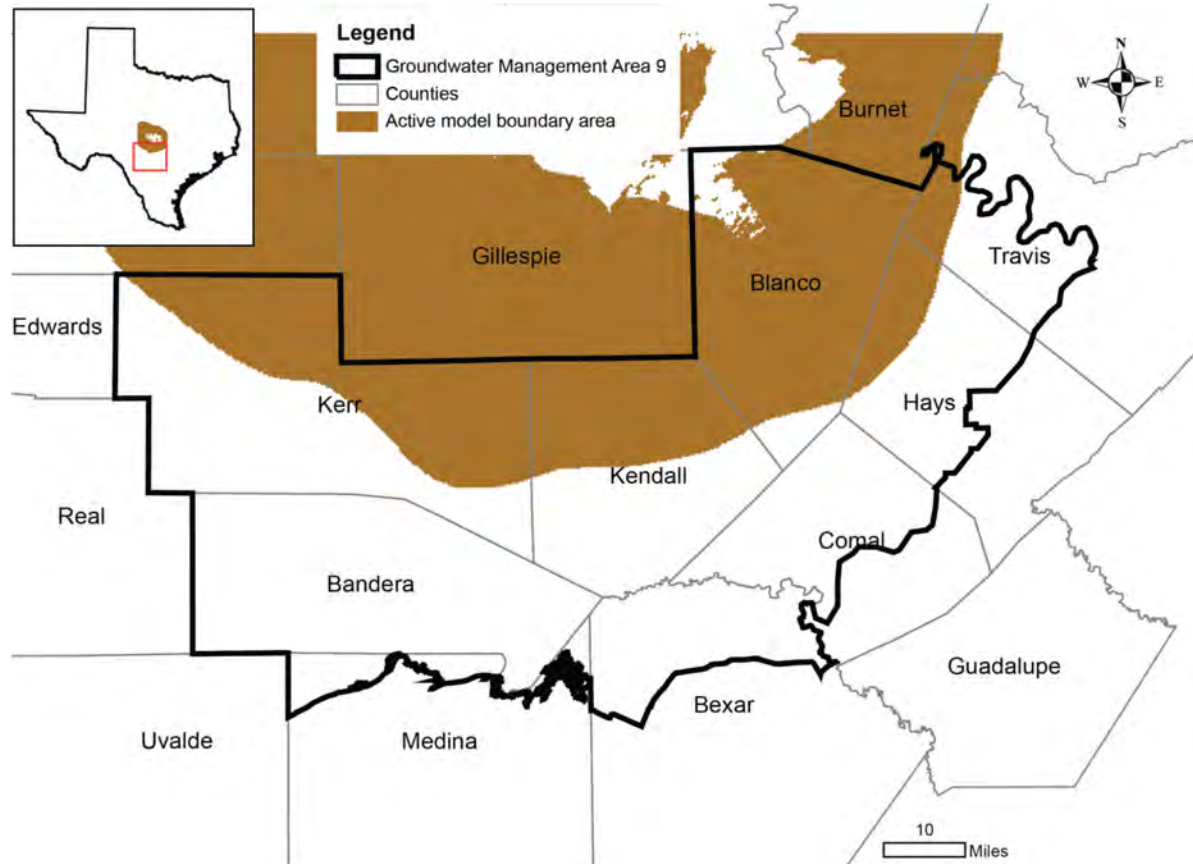 Legend
Groundwater Management Area 9
Counties
Active model boundary area
N
W E
S
Burnet
Travis
Gillespie
Blanco
Edwards
Kerr
Hays
Kendall
Real
Comal
Bandera
Guadalupe
Bexar
Uvalde
Medina
10
Miles